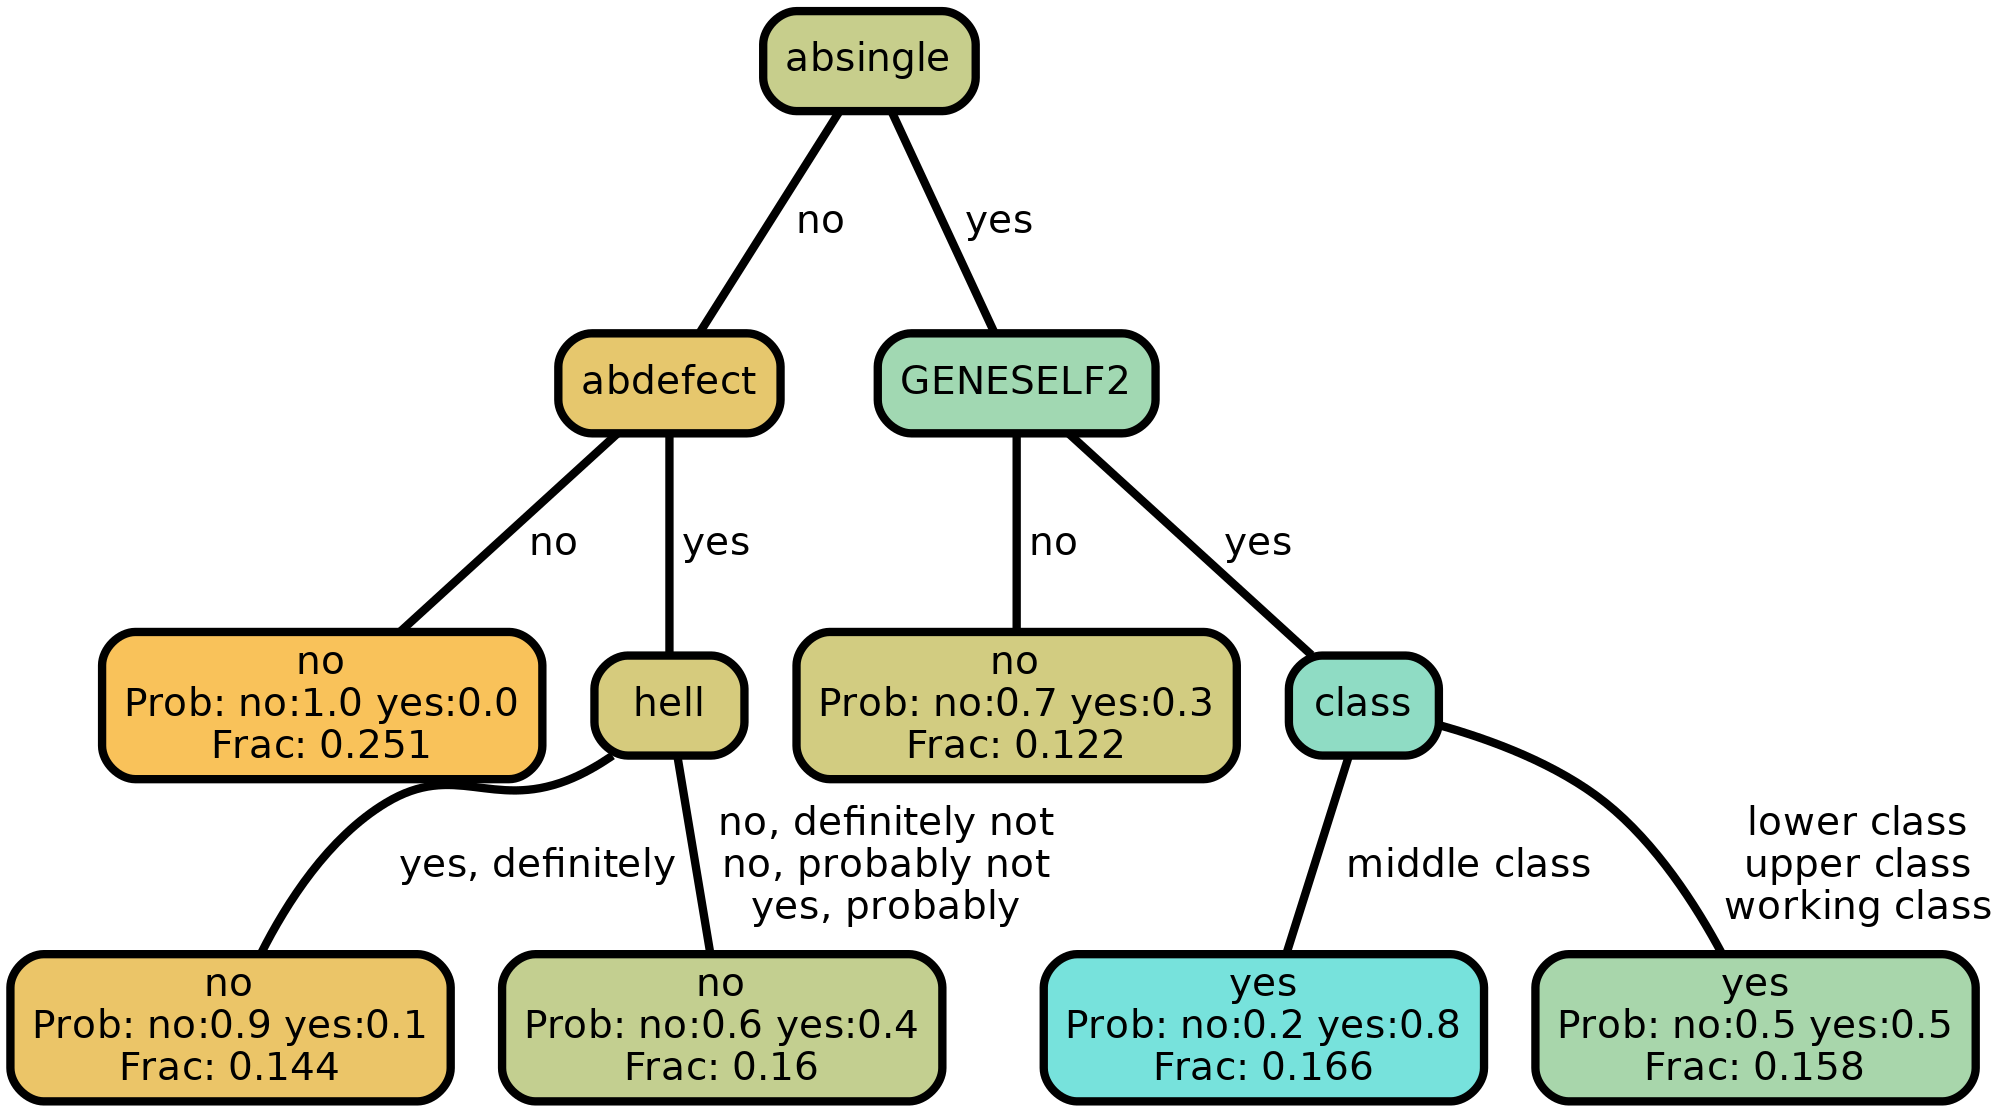 absingle
no
yes
abdefect
GENESELF2
no
yes
no
yes
no
Prob: no:1.0 yes:0.0
Frac: 0.251
hell
no
Prob: no:0.7 yes:0.3
Frac: 0.122
class
yes, definitely
no, definitely not
no, probably not
yes, probably
middle class
lower class
upper class
working class
no
Prob: no:0.9 yes:0.1
Frac: 0.144
no
Prob: no:0.6 yes:0.4
Frac: 0.16
yes
Prob: no:0.2 yes:0.8
Frac: 0.166
yes
Prob: no:0.5 yes:0.5
Frac: 0.158